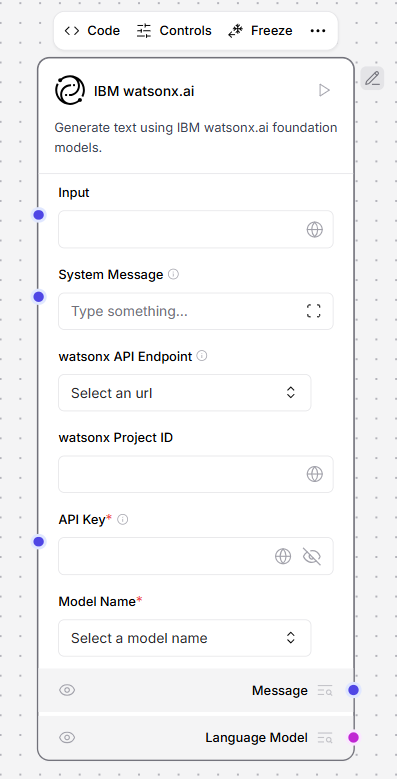 Code Controls Freeze
IBM watsonx.ai
Generate text using IBM watsonx.ai foundation
models.
Input
System Message
Type something...
watsonx API Endpoint
Select an url
watsonx Project ID
API Key*
Model Name*
Select a model name
Message
Language Model